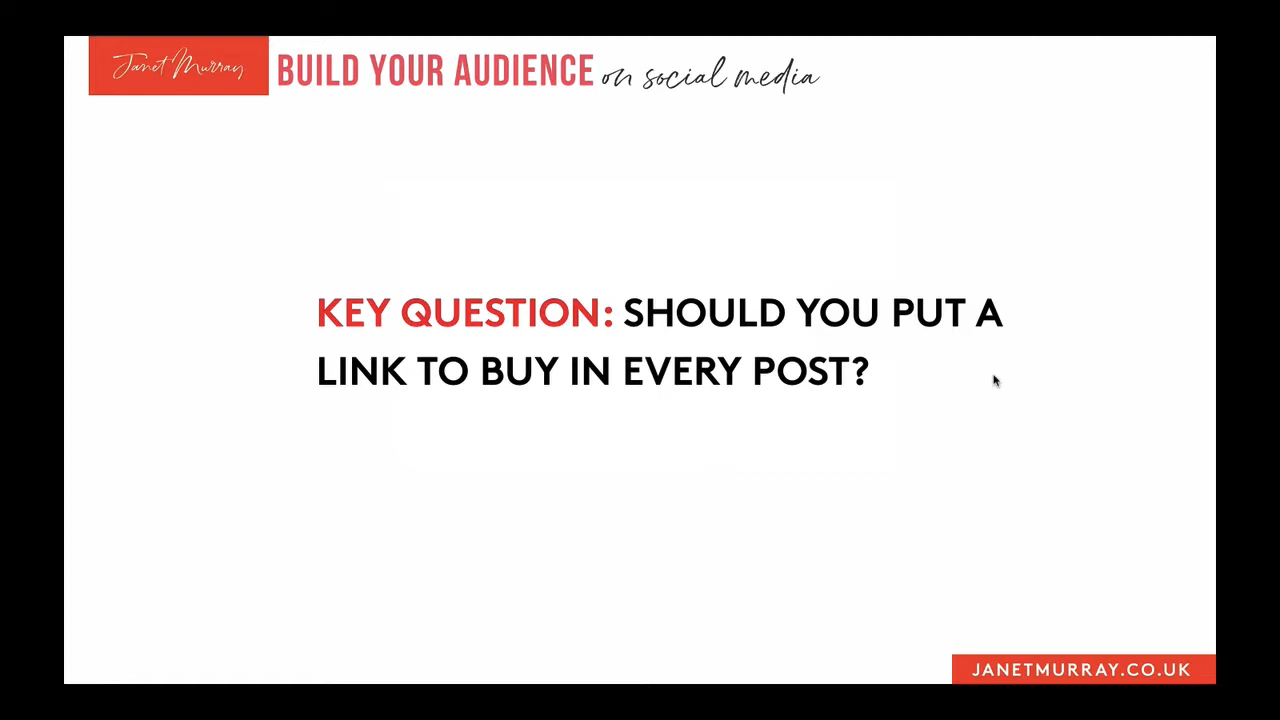 Janet Murray BUILD YOUR AUDIENCE on social media
KEY QUESTION: SHOULD YOU PUT A
LINK TO BUY IN EVERY POST?
JANETMURRAY.CO.UK